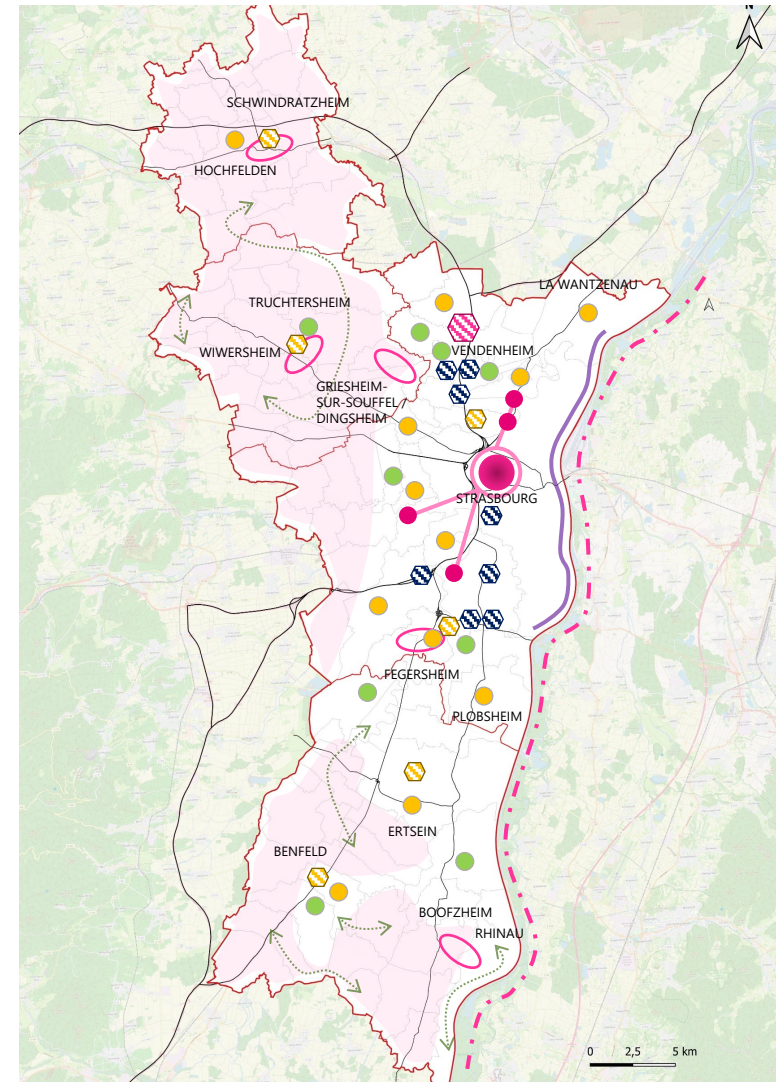 N
SCHWINDRATZHEIM
HOCHFELDEN
LA WANTZENAU
TRUCHTERSHEIM
WIWERSHEIM
VENDENHEIM
GRIESHEIM-
SUR-SOUFFEL /
DINGSHEIM
STRASBOURG
FEGERSHEIM
PLOBSHEIM
ERTSEIN
BENFELD
BOOFZHEIM
RHINAU
0 2,5 5 km